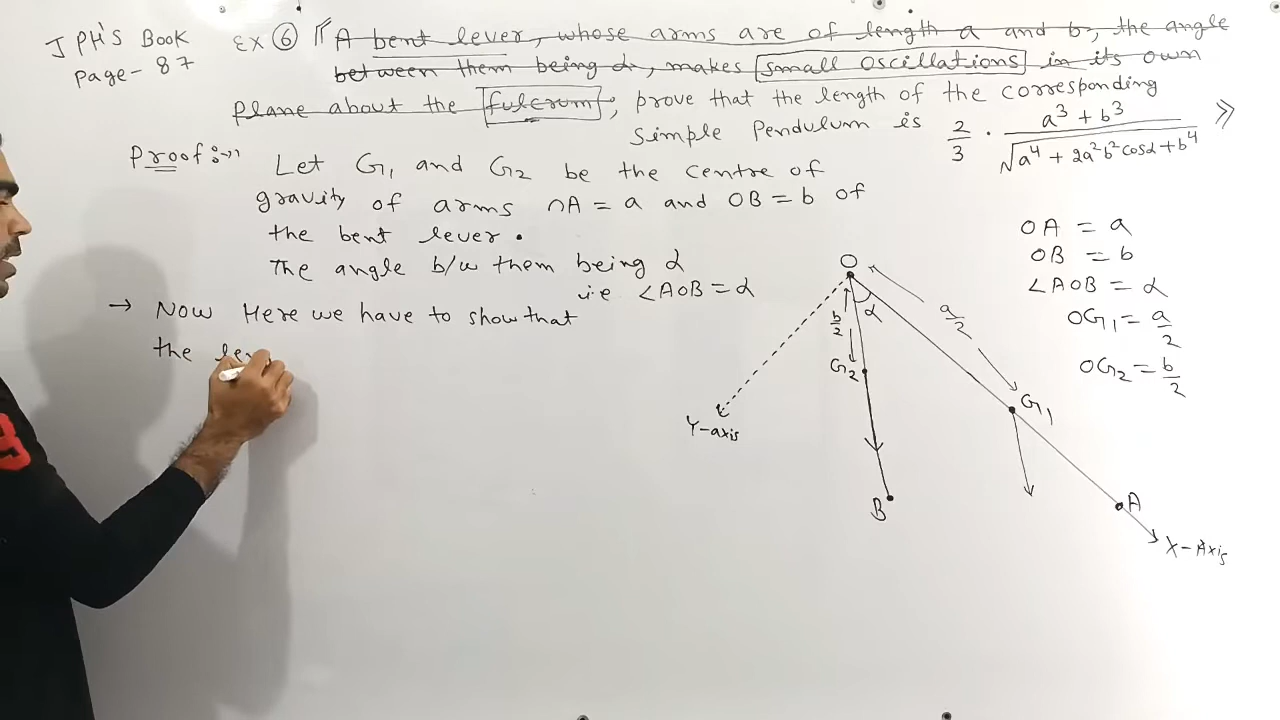 JPH'S Book
Page- 87
Ex ⑥ A bent lever, whose arms are of length a and b, the angle
between them being α, makes small oscillations in its own
plane about the fulcrum, prove that the length of the corresponding
Simple Pendulum is 2/3 · (a³ + b³)/√(a⁴ + 2a²b²cosα + b⁴) ⟫
Proof :→
Let G₁ and G₂ be the centre of
gravity of arms OA = a and OB = b of
the bent lever.
The angle b/w them being α
i.e ∠AOB = α
→ Now Here we have to show that
the len
OA = a
OB = b
∠AOB = α
OG₁ = a/2
OG₂ = b/2
O
α
a/2
b/2
G₂
G₁
Y-axis
B
A
X-Axis